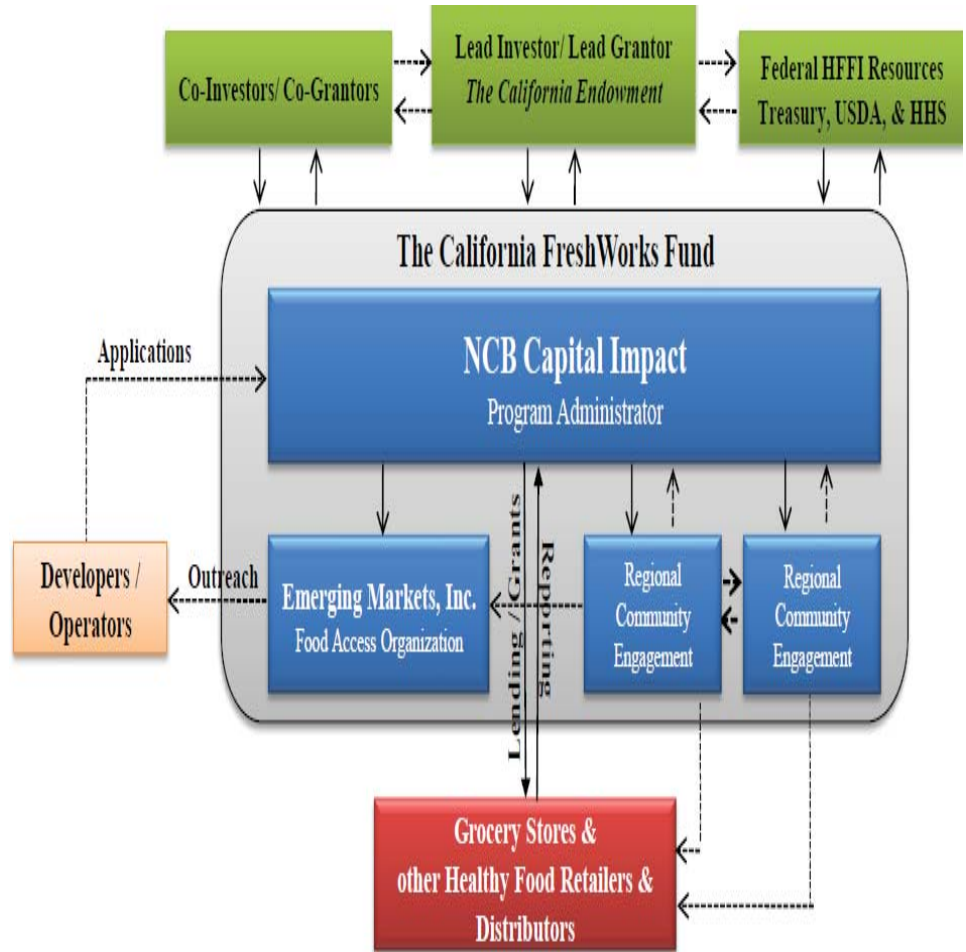 Co-Investors/ Co-Grantors
Lead Investor/ Lead Grantor
The California Endowment
Federal HFFI Resources
Treasury, USDA, & HHS
The California FreshWorks Fund
NCB Capital Impact
Program Administrator
Applications
Developers /
Operators
Outreach
Emerging Markets, Inc.
Food Access Organization
Lending / Grants
Reporting
Regional
Community
Engagement
Regional
Community
Engagement
Grocery Stores &
other Healthy Food Retailers &
Distributors